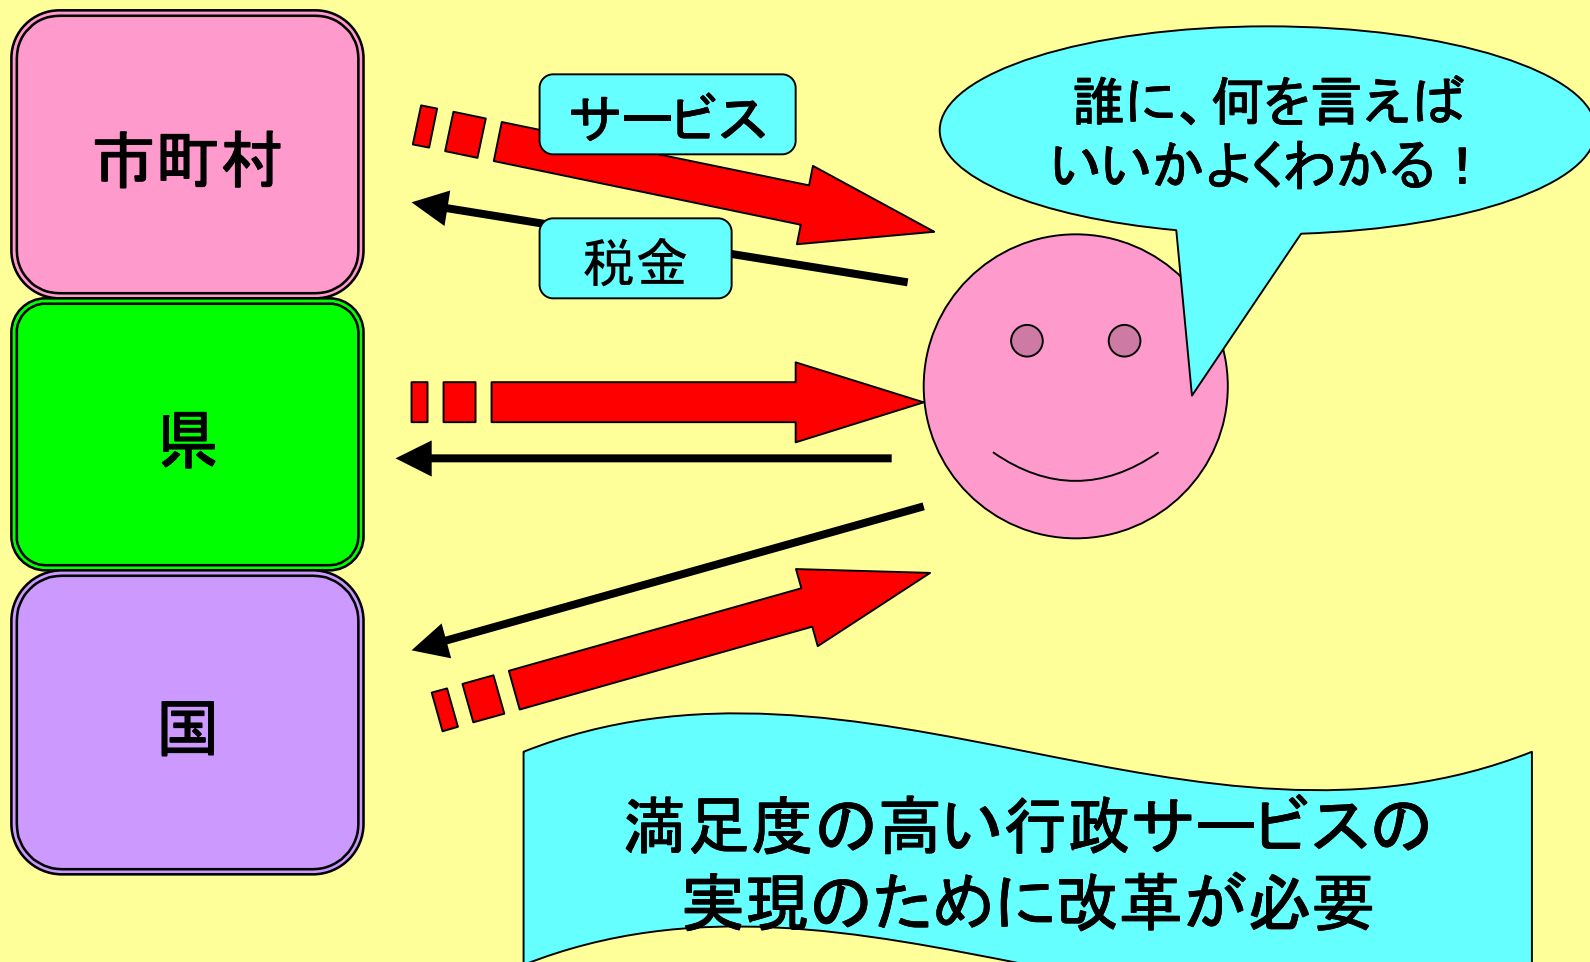 市町村
サービス
税金
誰に、何を言えば
いいかよくわかる！
県
国
満足度の高い行政サービスの
実現のために改革が必要